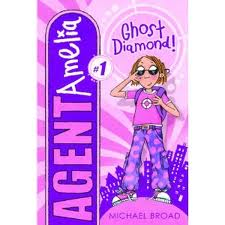 AGENT Amelia
#1
Ghost
Diamond!
MICHAEL BROAD